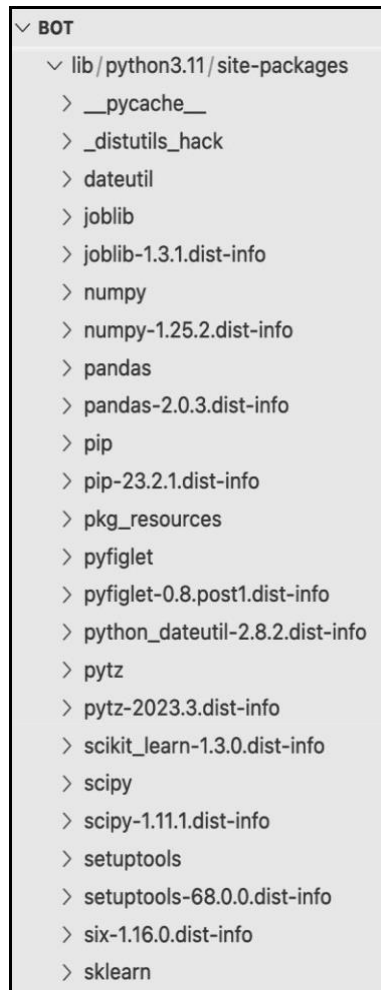 BOT
lib/python3.11/site-packages
__pycache__
_distutils_hack
dateutil
joblib
joblib-1.3.1.dist-info
numpy
numpy-1.25.2.dist-info
pandas
pandas-2.0.3.dist-info
pip
pip-23.2.1.dist-info
pkg_resources
pyfiglet
pyfiglet-0.8.post1.dist-info
python_dateutil-2.8.2.dist-info
pytz
pytz-2023.3.dist-info
scikit_learn-1.3.0.dist-info
scipy
scipy-1.11.1.dist-info
setuptools
setuptools-68.0.0.dist-info
six-1.16.0.dist-info
sklearn